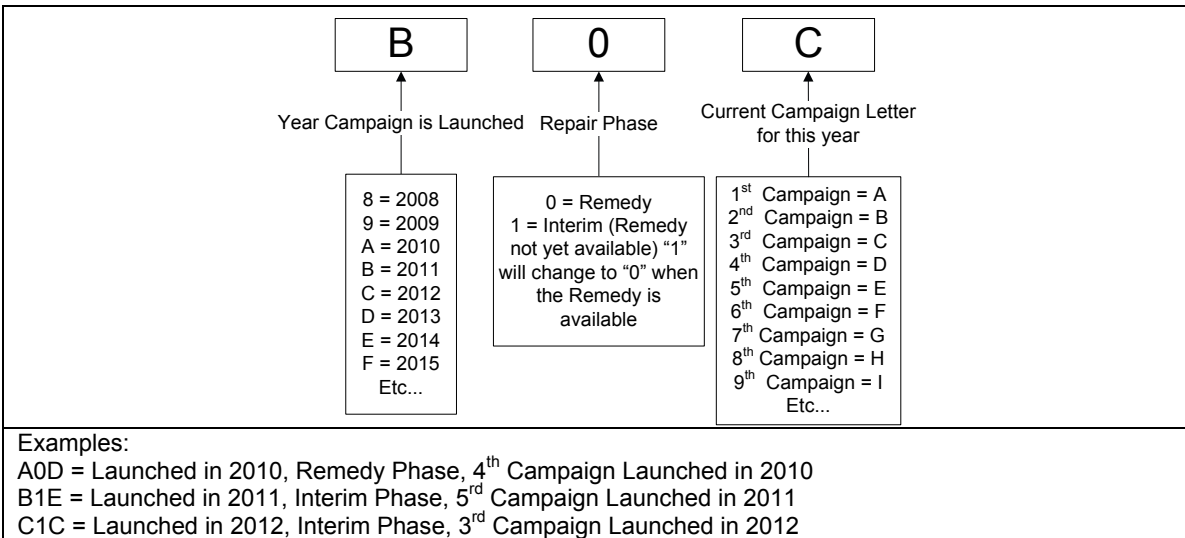 B
0
C
Year Campaign is Launched
Repair Phase
Current Campaign Letter
for this year
8 = 2008
9 = 2009
A = 2010
B = 2011
C = 2012
D = 2013
E = 2014
F = 2015
Etc...
0 = Remedy
1 = Interim (Remedy
not yet available) “1”
will change to “0” when
the Remedy is
available
1st Campaign = A
2nd Campaign = B
3rd Campaign = C
4th Campaign = D
5th Campaign = E
6th Campaign = F
7th Campaign = G
8th Campaign = H
9th Campaign = I
Etc...
Examples:
A0D = Launched in 2010, Remedy Phase, 4th Campaign Launched in 2010
B1E = Launched in 2011, Interim Phase, 5rd Campaign Launched in 2011
C1C = Launched in 2012, Interim Phase, 3rd Campaign Launched in 2012